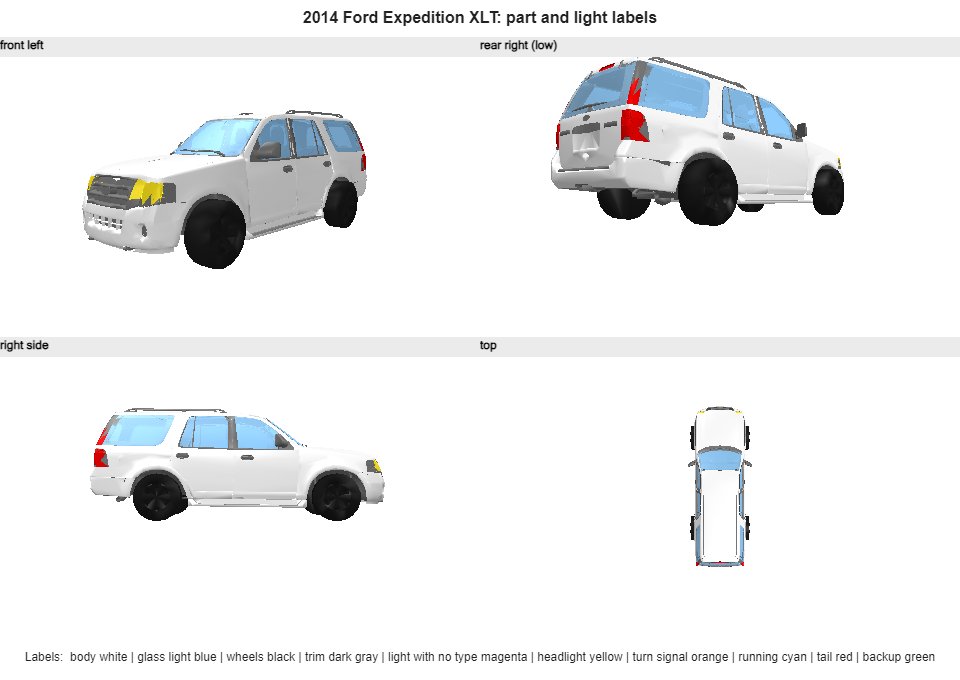 2014 Ford Expedition XLT: part and light labels
front left
rear right (low)
right side
top
Labels:  body white | glass light blue | wheels black | trim dark gray | light with no type magenta | headlight yellow | turn signal orange | running cyan | tail red | backup green